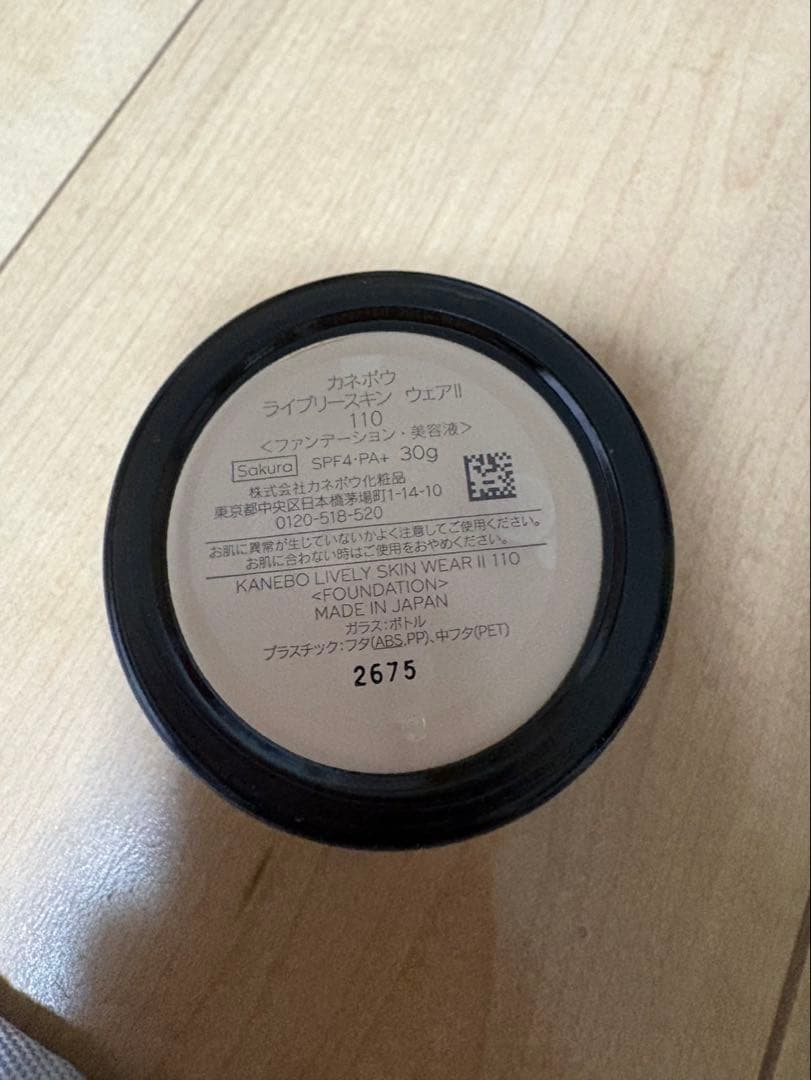 カネボウ
ライブリースキン ウェアⅡ
110
<ファンデーション・美容液>
Sakura SPF4・PA+ 30g
株式会社カネボウ化粧品
東京都中央区日本橋茅場町1-14-10
0120-518-520
お肌に異常が生じていないかよく注意してご使用ください。
お肌に合わない時はご使用をおやめください。
KANEBO LIVELY SKIN WEAR Ⅱ 110
<FOUNDATION>
MADE IN JAPAN
ガラス:ボトル
プラスチック:フタ(ABS,PP)、中フタ(PET)
2675